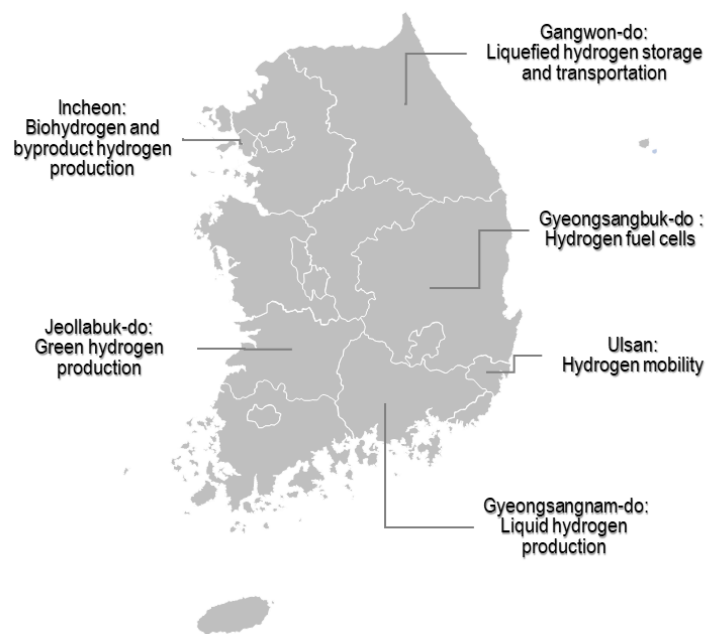 Gangwon-do:
Liquefied hydrogen storage
and transportation
Incheon:
Biohydrogen and
byproduct hydrogen
production
Gyeongsangbuk-do :
Hydrogen fuel cells
Jeollabuk-do:
Green hydrogen
production
Ulsan:
Hydrogen mobility
Gyeongsangnam-do:
Liquid hydrogen
production